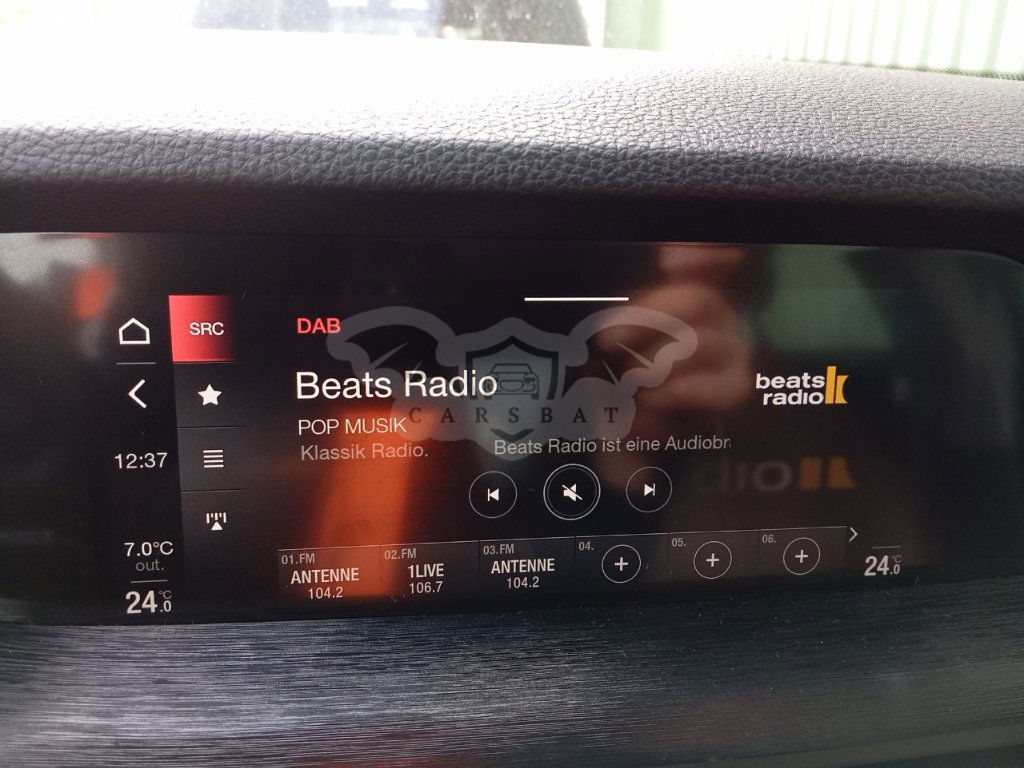 SRC
DAB
Beats Radio
CARSBAT
POP MUSIK
Klassik Radio.
Beats Radio ist eine Audiobr
beats
radio
dio
12:37
7.0°C
out.
24.0 °C
01.FM
ANTENNE
104.2
02.FM
1LIVE
106.7
03.FM
ANTENNE
104.2
04.
05.
06.
24.0 °C